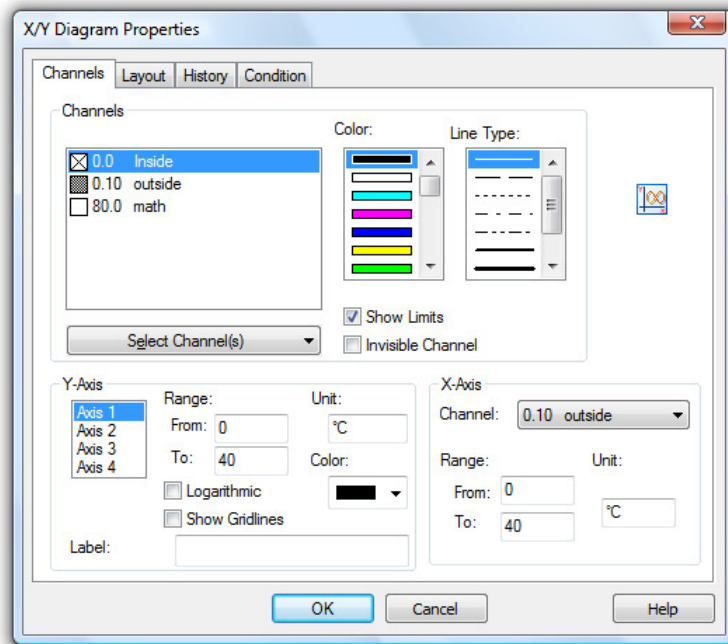 X/Y Diagram Properties
Channels Layout History Condition
Channels
0.0 Inside
0.10 outside
80.0 math
Color:
Line Type:
Select Channel(s)
Show Limits
Invisible Channel
Y-Axis
Axis 1
Axis 2
Axis 3
Axis 4
Range:
From: 0
To: 40
Logarithmic
Show Gridlines
Unit:
°C
Color:
Label:
X-Axis
Channel: 0.10 outside
Range:
From: 0
To: 40
Unit:
°C
OK Cancel Help